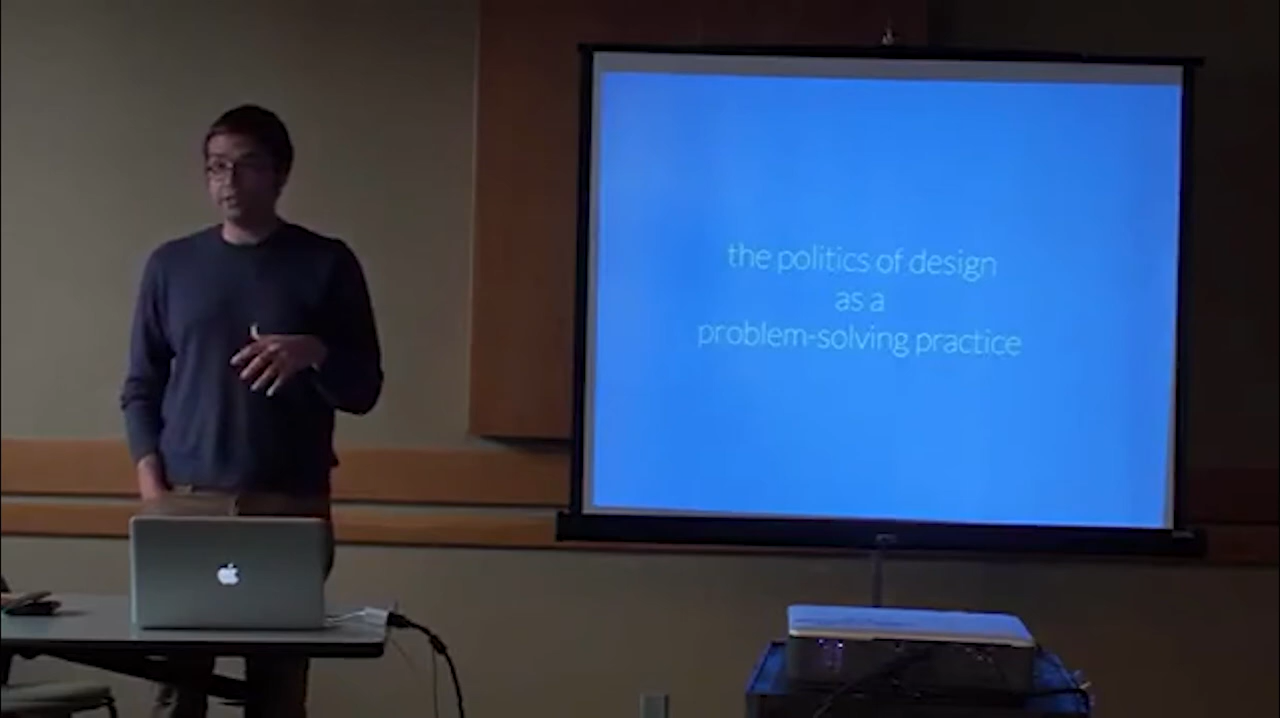 the politics of design
as a
problem-solving practice